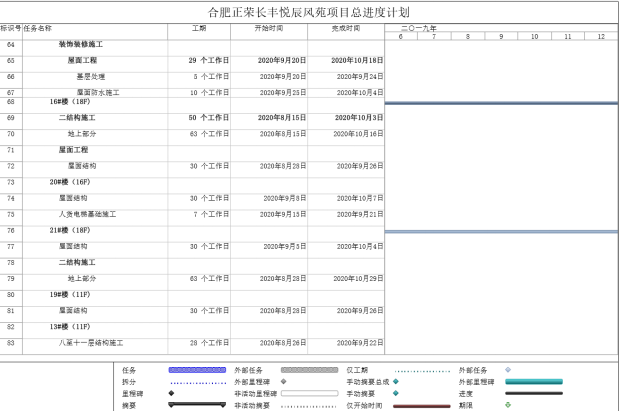 合肥正荣长丰悦辰风苑项目总进度计划
标识号 任务名称 工期 开始时间 完成时间 二〇一九年
6 7 8 9 10 11 12
64 装饰装修施工
65 屋面工程 29 个工作日 2020年9月20日 2020年10月18日
66 基层处理 5 个工作日 2020年9月20日 2020年9月24日
67 屋面防水施工 10 个工作日 2020年9月25日 2020年10月4日
68 16#楼（18F）
69 二结构施工 50 个工作日 2020年8月15日 2020年10月3日
70 地上部分 63 个工作日 2020年8月15日 2020年10月16日
71 屋面工程
72 屋面结构 30 个工作日 2020年8月28日 2020年9月26日
73 20#楼（16F）
74 屋面结构 30 个工作日 2020年9月8日 2020年10月7日
75 人货电梯基础施工 7 个工作日 2020年9月15日 2020年9月21日
76 21#楼（18F）
77 屋面结构 30 个工作日 2020年9月5日 2020年10月4日
78 二结构施工
79 地上部分 63 个工作日 2020年8月28日 2020年10月29日
80 19#楼（11F）
81 屋面结构 30 个工作日 2020年8月28日 2020年9月26日
82 13#楼（11F）
83 八至十一层结构施工 28 个工作日 2020年8月26日 2020年9月22日
任务 外部任务 仅工期 外部任务
拆分 外部里程碑 手动摘要总成 外部里程碑
里程碑 非活动里程碑 手动摘要 进度
摘要 非活动摘要 仅开始时间 期限